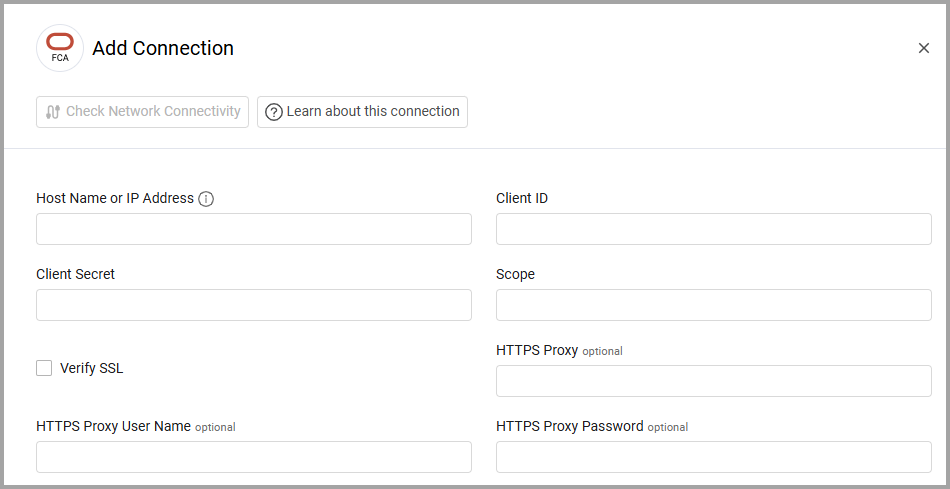 FCA
Add Connection
Check Network Connectivity
Learn about this connection
Host Name or IP Address
Client ID
Client Secret
Scope
Verify SSL
HTTPS Proxy optional
HTTPS Proxy User Name optional
HTTPS Proxy Password optional